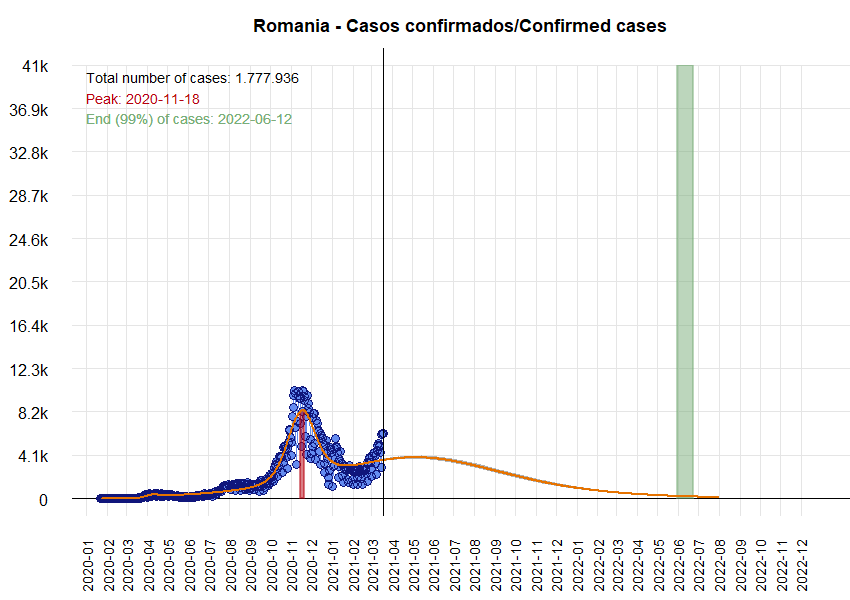 Romania - Casos confirmados/Confirmed cases
Total number of cases: 1.777.936
Peak: 2020-11-18
End (99%) of cases: 2022-06-12
41k
36.9k
32.8k
28.7k
24.6k
20.5k
16.4k
12.3k
8.2k
4.1k
0
2020-01
2020-02
2020-03
2020-04
2020-05
2020-06
2020-07
2020-08
2020-09
2020-10
2020-11
2020-12
2021-01
2021-02
2021-03
2021-04
2021-05
2021-06
2021-07
2021-08
2021-09
2021-10
2021-11
2021-12
2022-01
2022-02
2022-03
2022-04
2022-05
2022-06
2022-07
2022-08
2022-09
2022-10
2022-11
2022-12